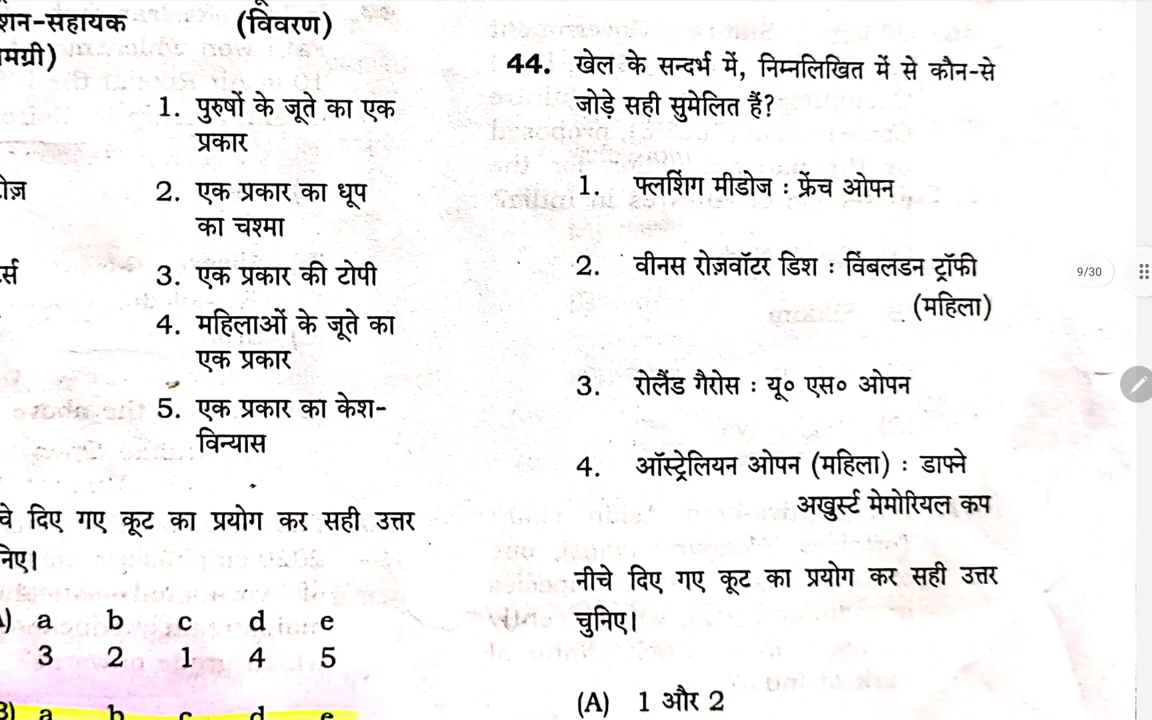 शन-सहायक (विवरण)
मग्री)
1. पुरुषों के जूते का एक
प्रकार
2. एक प्रकार का धूप
का चश्मा
3. एक प्रकार की टोपी
4. महिलाओं के जूते का
एक प्रकार
5. एक प्रकार का केश-
विन्यास
चे दिए गए कूट का प्रयोग कर सही उत्तर
निए।
a b c d e
3 2 1 4 5
a b c d e
44. खेल के सन्दर्भ में, निम्नलिखित में से कौन-से
जोड़े सही सुमेलित हैं?
1. फ्लशिंग मीडोज : फ्रेंच ओपन
2. वीनस रोज़वॉटर डिश : विंबलडन ट्रॉफी
(महिला)
3. रोलैंड गैरोस : यू० एस० ओपन
4. ऑस्ट्रेलियन ओपन (महिला) : डाफ्ने
अखुर्स्ट मेमोरियल कप
नीचे दिए गए कूट का प्रयोग कर सही उत्तर
चुनिए।
(A) 1 और 2
9/30